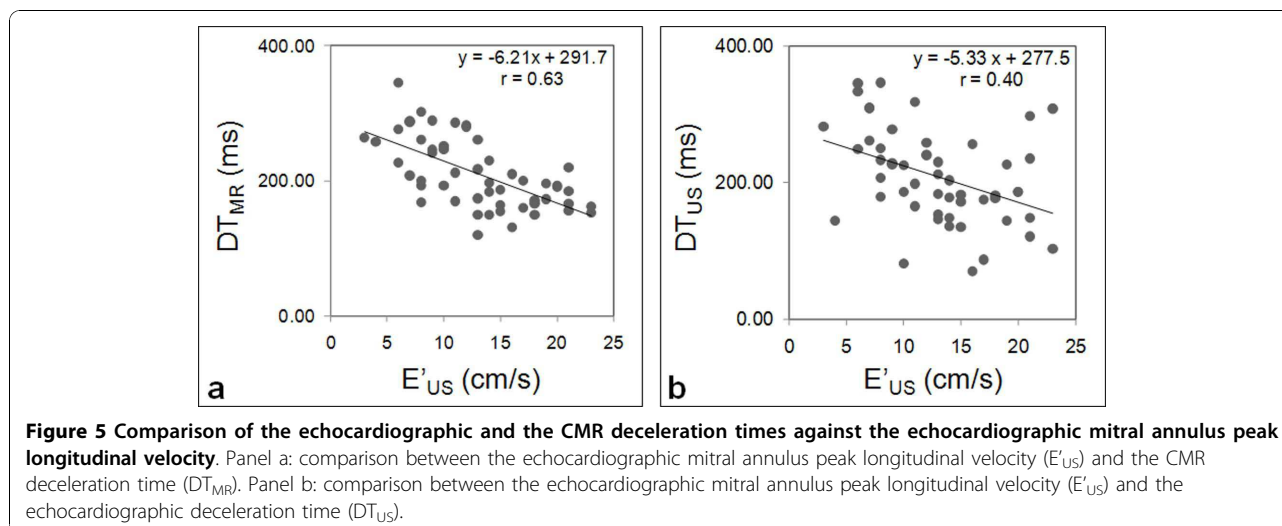 400.00
y = -6.21x + 291.7
r = 0.63
DT_MR (ms)
200.00
0.00
0 5 10 15 20 25
E'_US (cm/s)
a
400.00
y = -5.33 x + 277.5
r = 0.40
DT_US (ms)
200.00
0.00
0 5 10 15 20 25
E'_US (cm/s)
b
Figure 5 Comparison of the echocardiographic and the CMR deceleration times against the echocardiographic mitral annulus peak
longitudinal velocity. Panel a: comparison between the echocardiographic mitral annulus peak longitudinal velocity (E'_US) and the CMR
deceleration time (DT_MR). Panel b: comparison between the echocardiographic mitral annulus peak longitudinal velocity (E'_US) and the
echocardiographic deceleration time (DT_US).